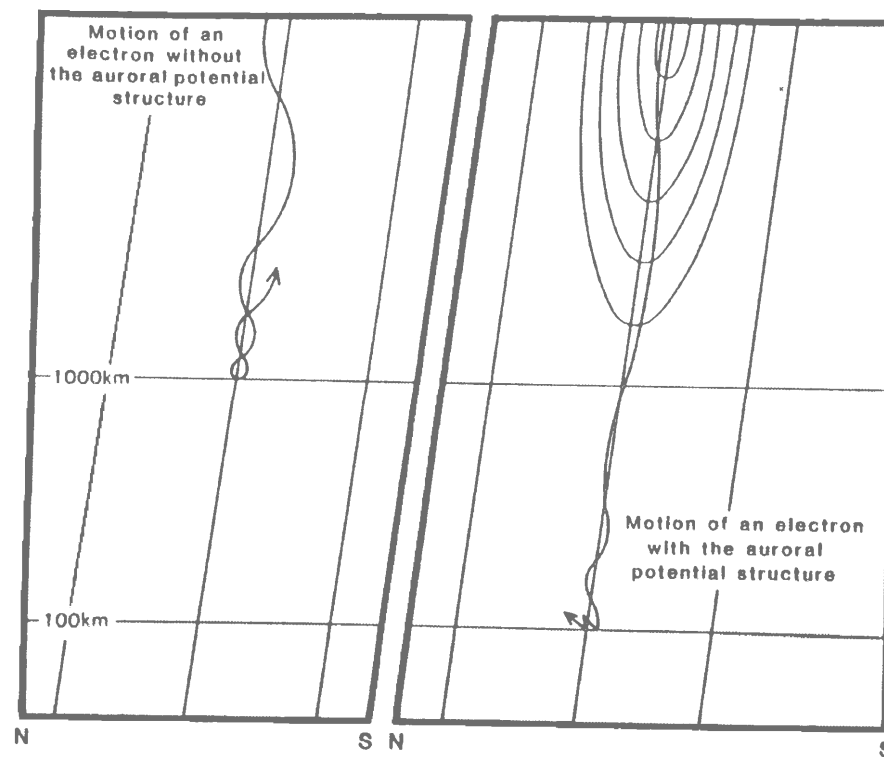 Motion of an
electron without
the auroral potential
structure
1000km
100km
N
S
Motion of an electron
with the auroral
potential structure
N
S